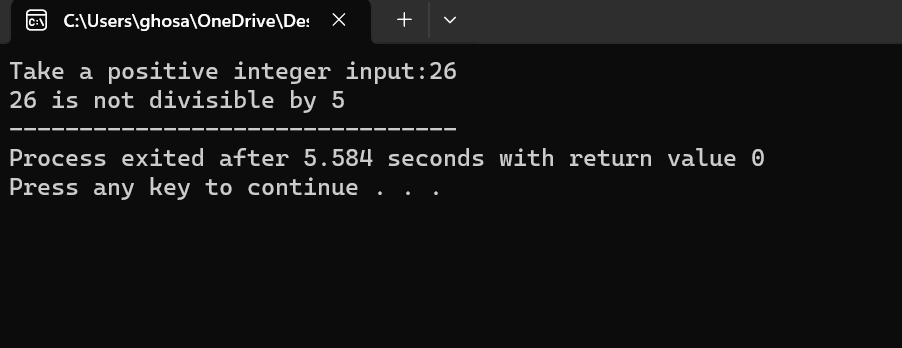 C:\Users\ghosa\OneDrive\Des
Take a positive integer input:26
26 is not divisible by 5
--------------------------------
Process exited after 5.584 seconds with return value 0
Press any key to continue . . .